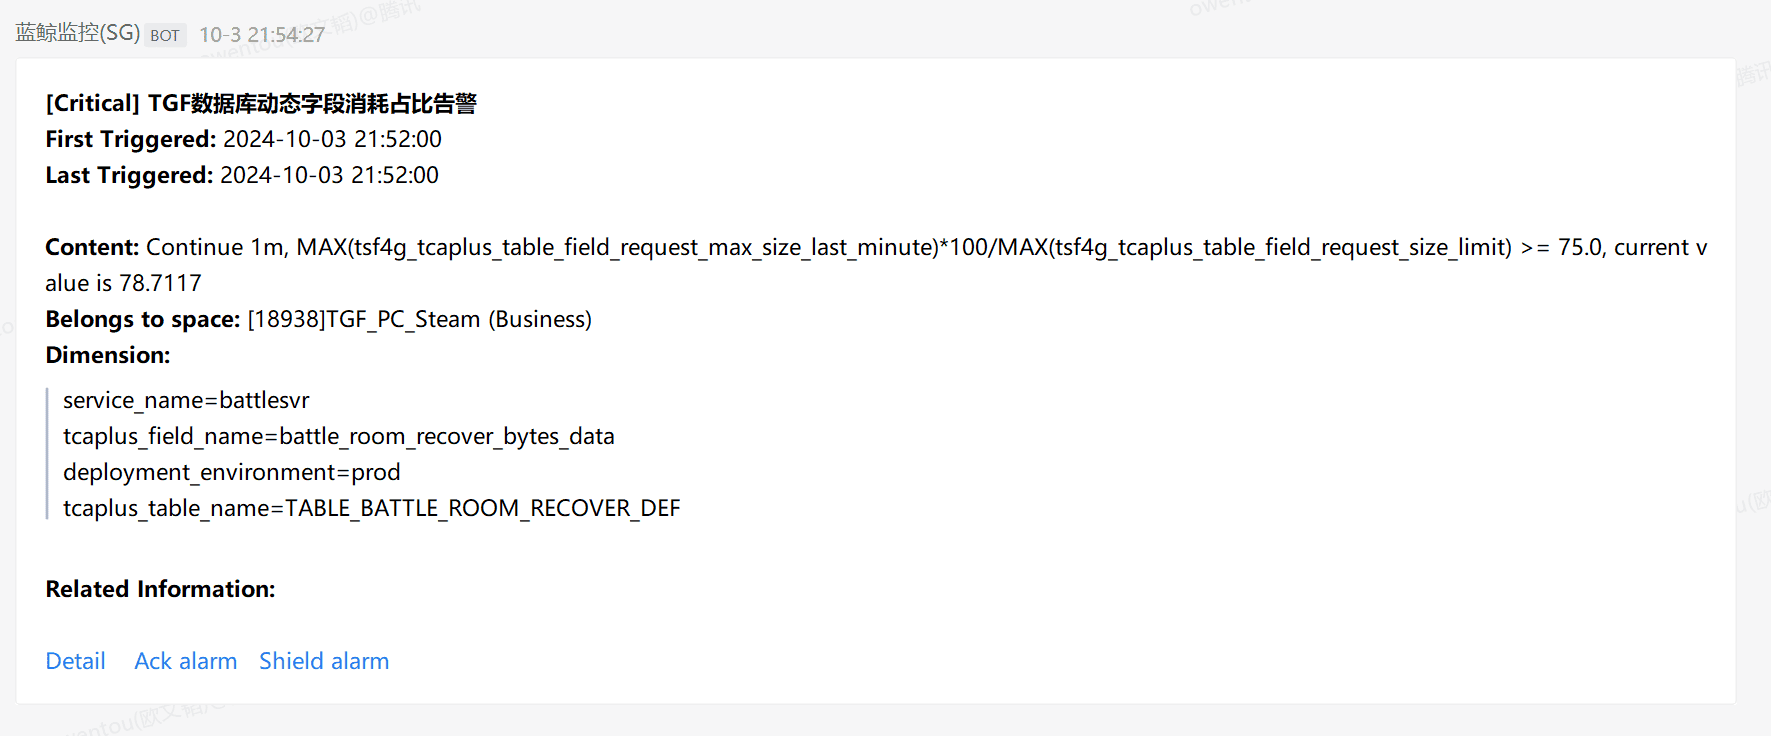 蓝鲸监控(SG) BOT 10-3 21:54:27
[Critical] TGF数据库动态字段消耗占比告警
First Triggered: 2024-10-03 21:52:00
Last Triggered: 2024-10-03 21:52:00
Content: Continue 1m, MAX(tsf4g_tcaplus_table_field_request_max_size_last_minute)*100/MAX(tsf4g_tcaplus_table_field_request_size_limit) >= 75.0, current v
alue is 78.7117
Belongs to space: [18938]TGF_PC_Steam (Business)
Dimension:
service_name=battlesvr
tcaplus_field_name=battle_room_recover_bytes_data
deployment_environment=prod
tcaplus_table_name=TABLE_BATTLE_ROOM_RECOVER_DEF
Related Information:
Detail Ack alarm Shield alarm